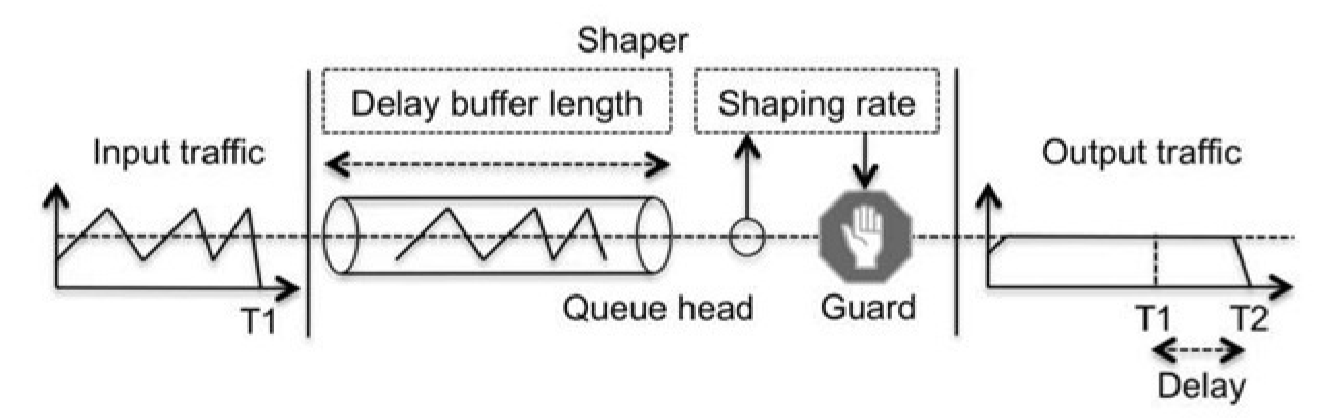 Shaper
Delay buffer length
Shaping rate
Input traffic
Output traffic
T1
Queue head
Guard
T1
T2
Delay